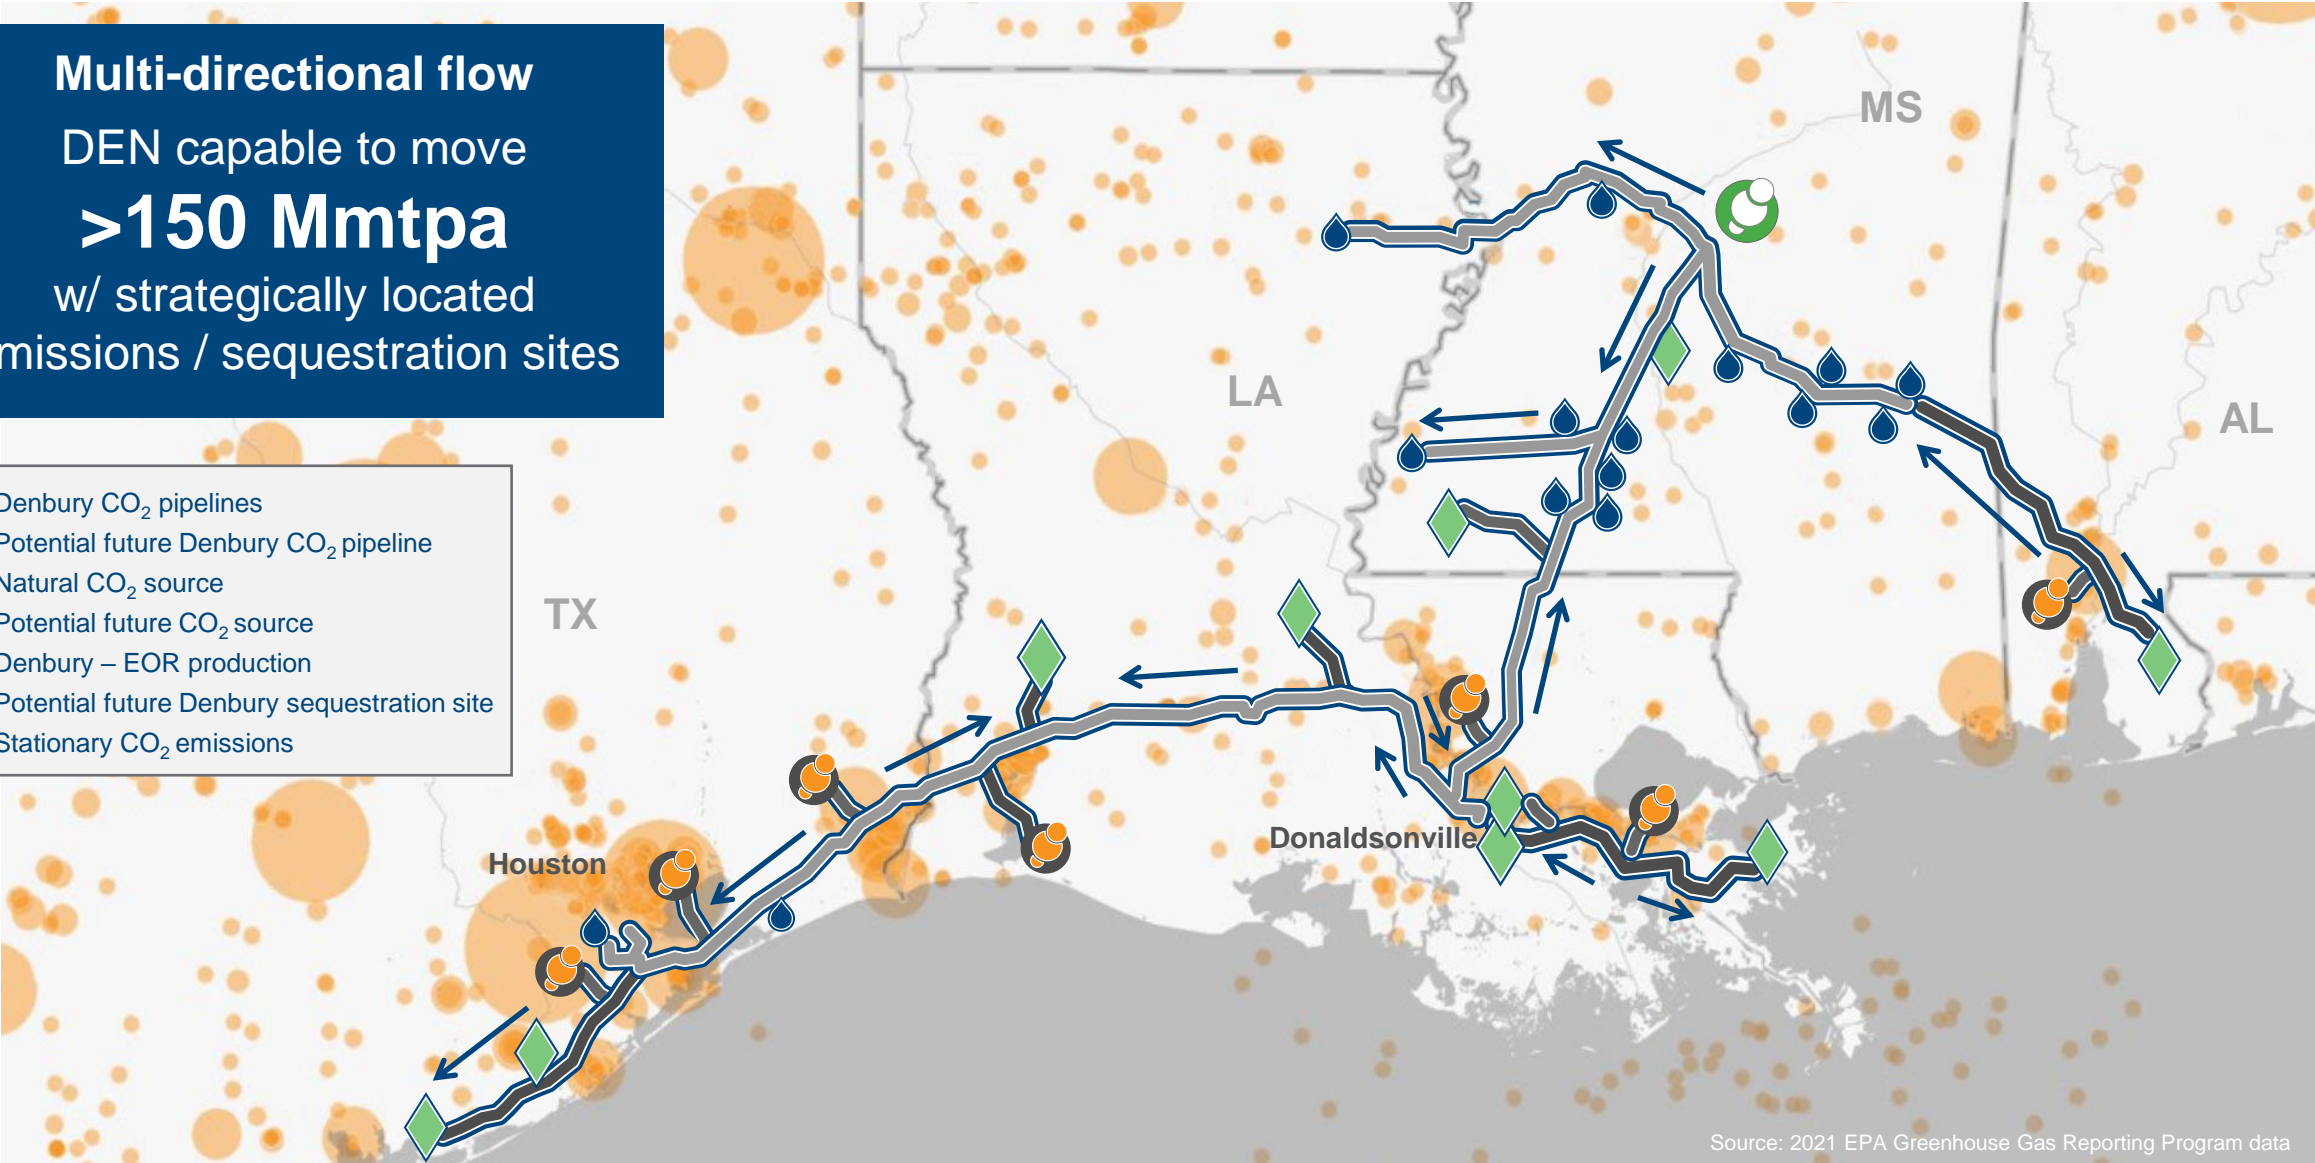 Multi-directional flow
DEN capable to move
>150 Mmtpa
w/ strategically located
missions / sequestration sites
Denbury CO₂ pipelines
Potential future Denbury CO₂ pipeline
Natural CO₂ source
Potential future CO₂ source
Denbury – EOR production
Potential future Denbury sequestration site
Stationary CO₂ emissions
MS
LA
AL
TX
Houston
Donaldsonville
Source: 2021 EPA Greenhouse Gas Reporting Program data